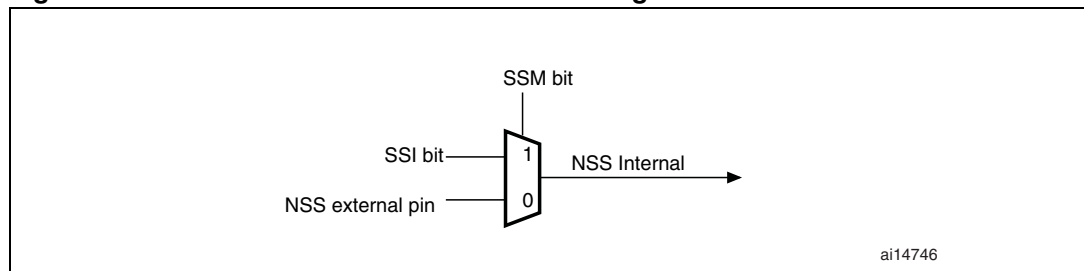 SSM bit
SSI bit
1
NSS Internal
NSS external pin
0
ai14746